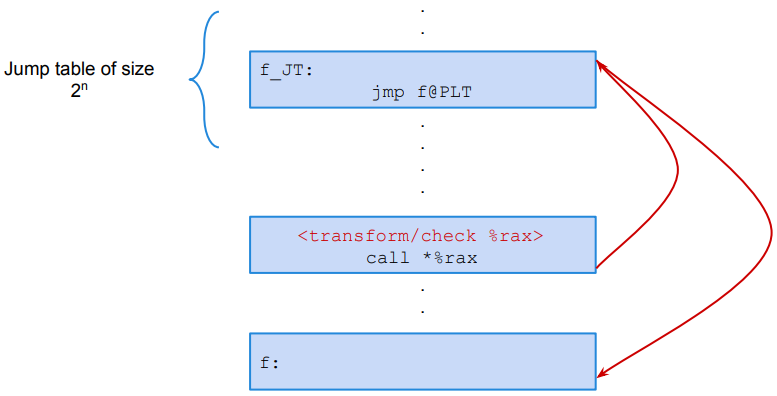 Jump table of size
2ⁿ
f_JT:
jmp f@PLT
<transform/check %rax>
call *%rax
f: